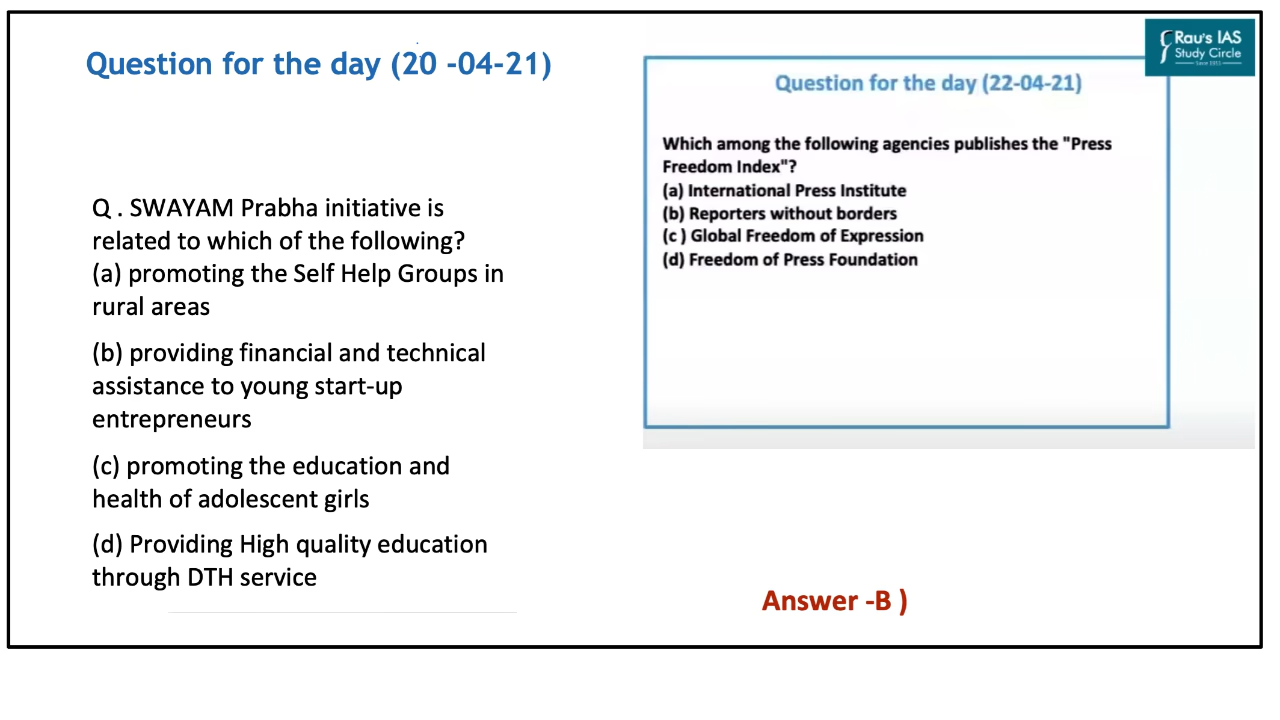 Question for the day (20 -04-21)
Q . SWAYAM Prabha initiative is
related to which of the following?
(a) promoting the Self Help Groups in
rural areas
(b) providing financial and technical
assistance to young start-up
entrepreneurs
(c) promoting the education and
health of adolescent girls
(d) Providing High quality education
through DTH service
Rau's IAS
Study Circle
Since 1953
Question for the day (22-04-21)
Which among the following agencies publishes the "Press
Freedom Index"?
(a) International Press Institute
(b) Reporters without borders
(c ) Global Freedom of Expression
(d) Freedom of Press Foundation
Answer -B )